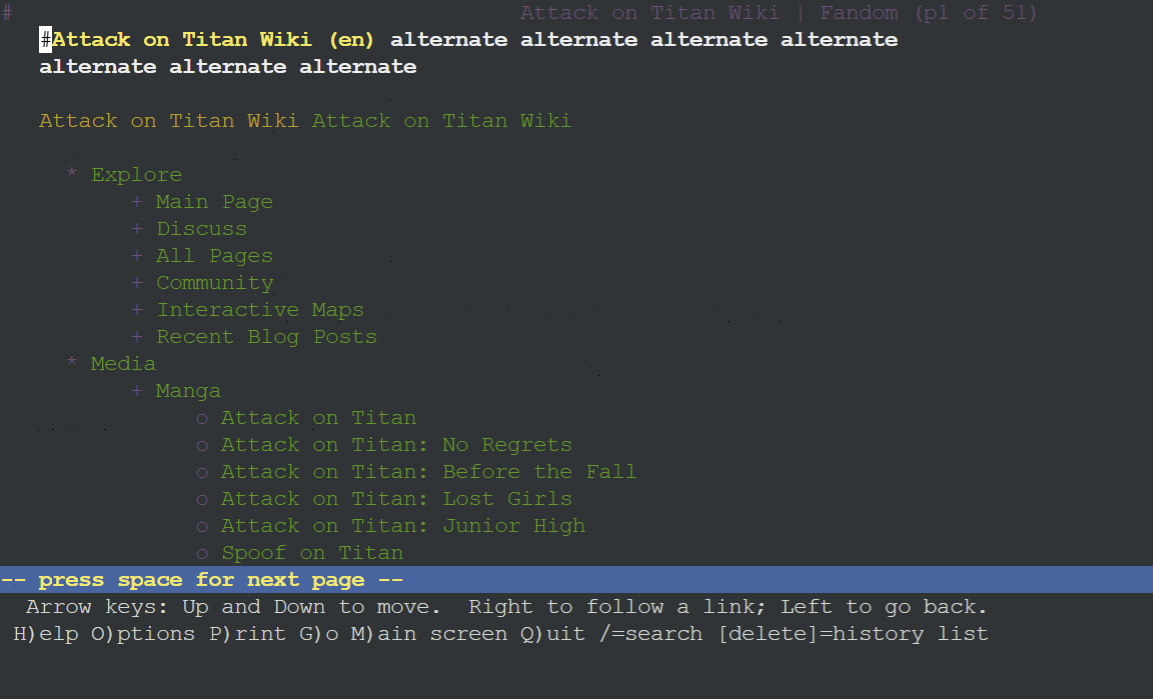 # Attack on Titan Wiki | Fandom (p1 of 51)
#Attack on Titan Wiki (en) alternate alternate alternate alternate
alternate alternate alternate
Attack on Titan Wiki Attack on Titan Wiki
* Explore
+ Main Page
+ Discuss
+ All Pages
+ Community
+ Interactive Maps
+ Recent Blog Posts
* Media
+ Manga
o Attack on Titan
o Attack on Titan: No Regrets
o Attack on Titan: Before the Fall
o Attack on Titan: Lost Girls
o Attack on Titan: Junior High
o Spoof on Titan
-- press space for next page --
Arrow keys: Up and Down to move. Right to follow a link; Left to go back.
H)elp O)ptions P)rint G)o M)ain screen Q)uit /=search [delete]=history list